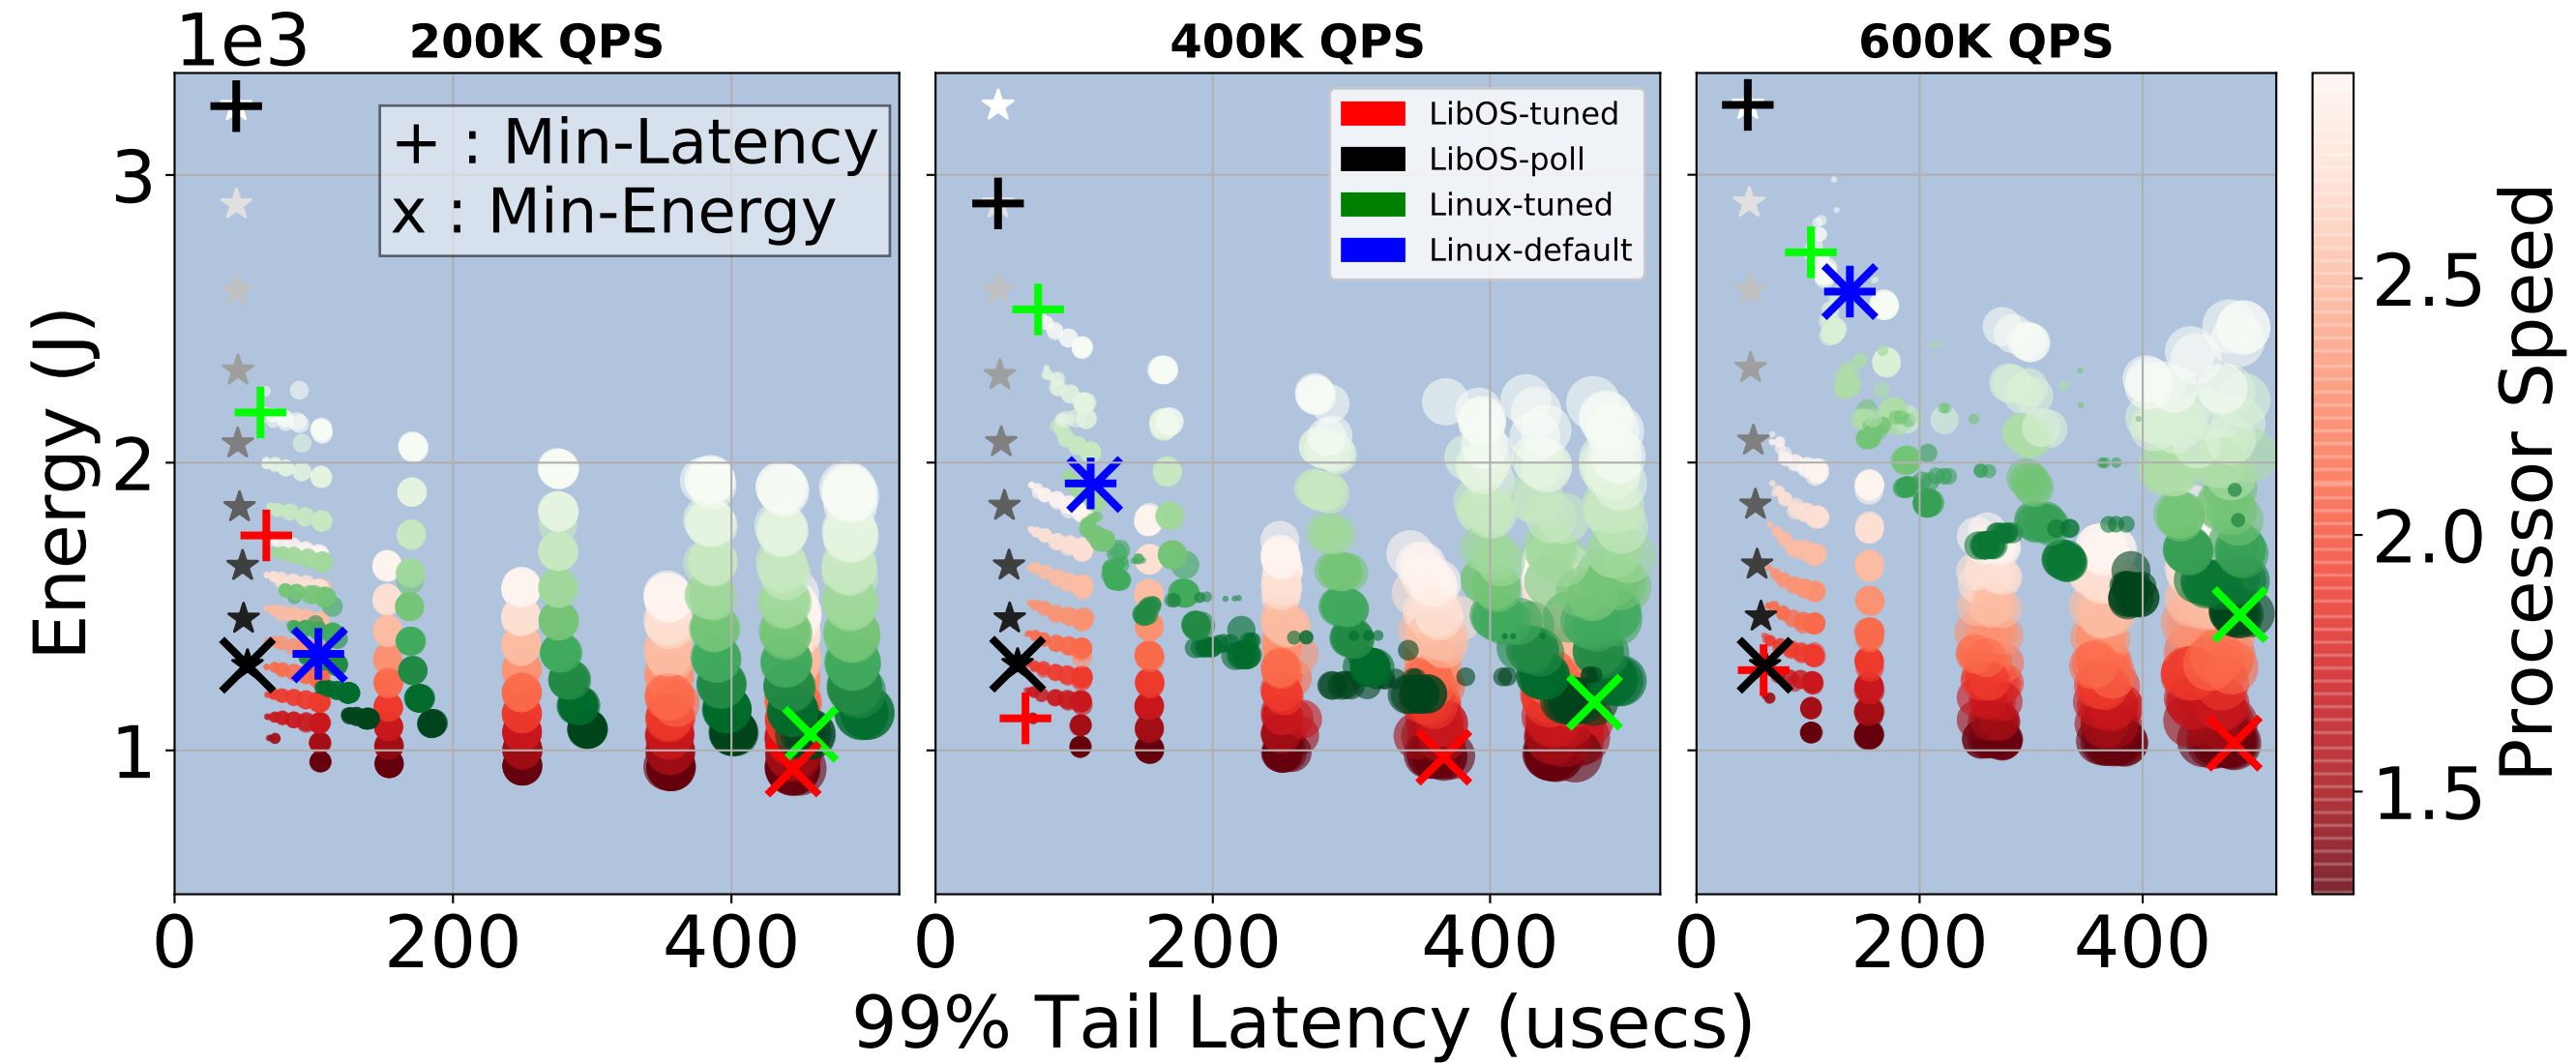 1e3
200K QPS
400K QPS
600K QPS
+ : Min-Latency
x : Min-Energy
LibOS-tuned
LibOS-poll
Linux-tuned
Linux-default
Energy (J)
3
2
1
0
200
400
0
200
400
0
200
400
99% Tail Latency (usecs)
2.5
2.0
1.5
Processor Speed